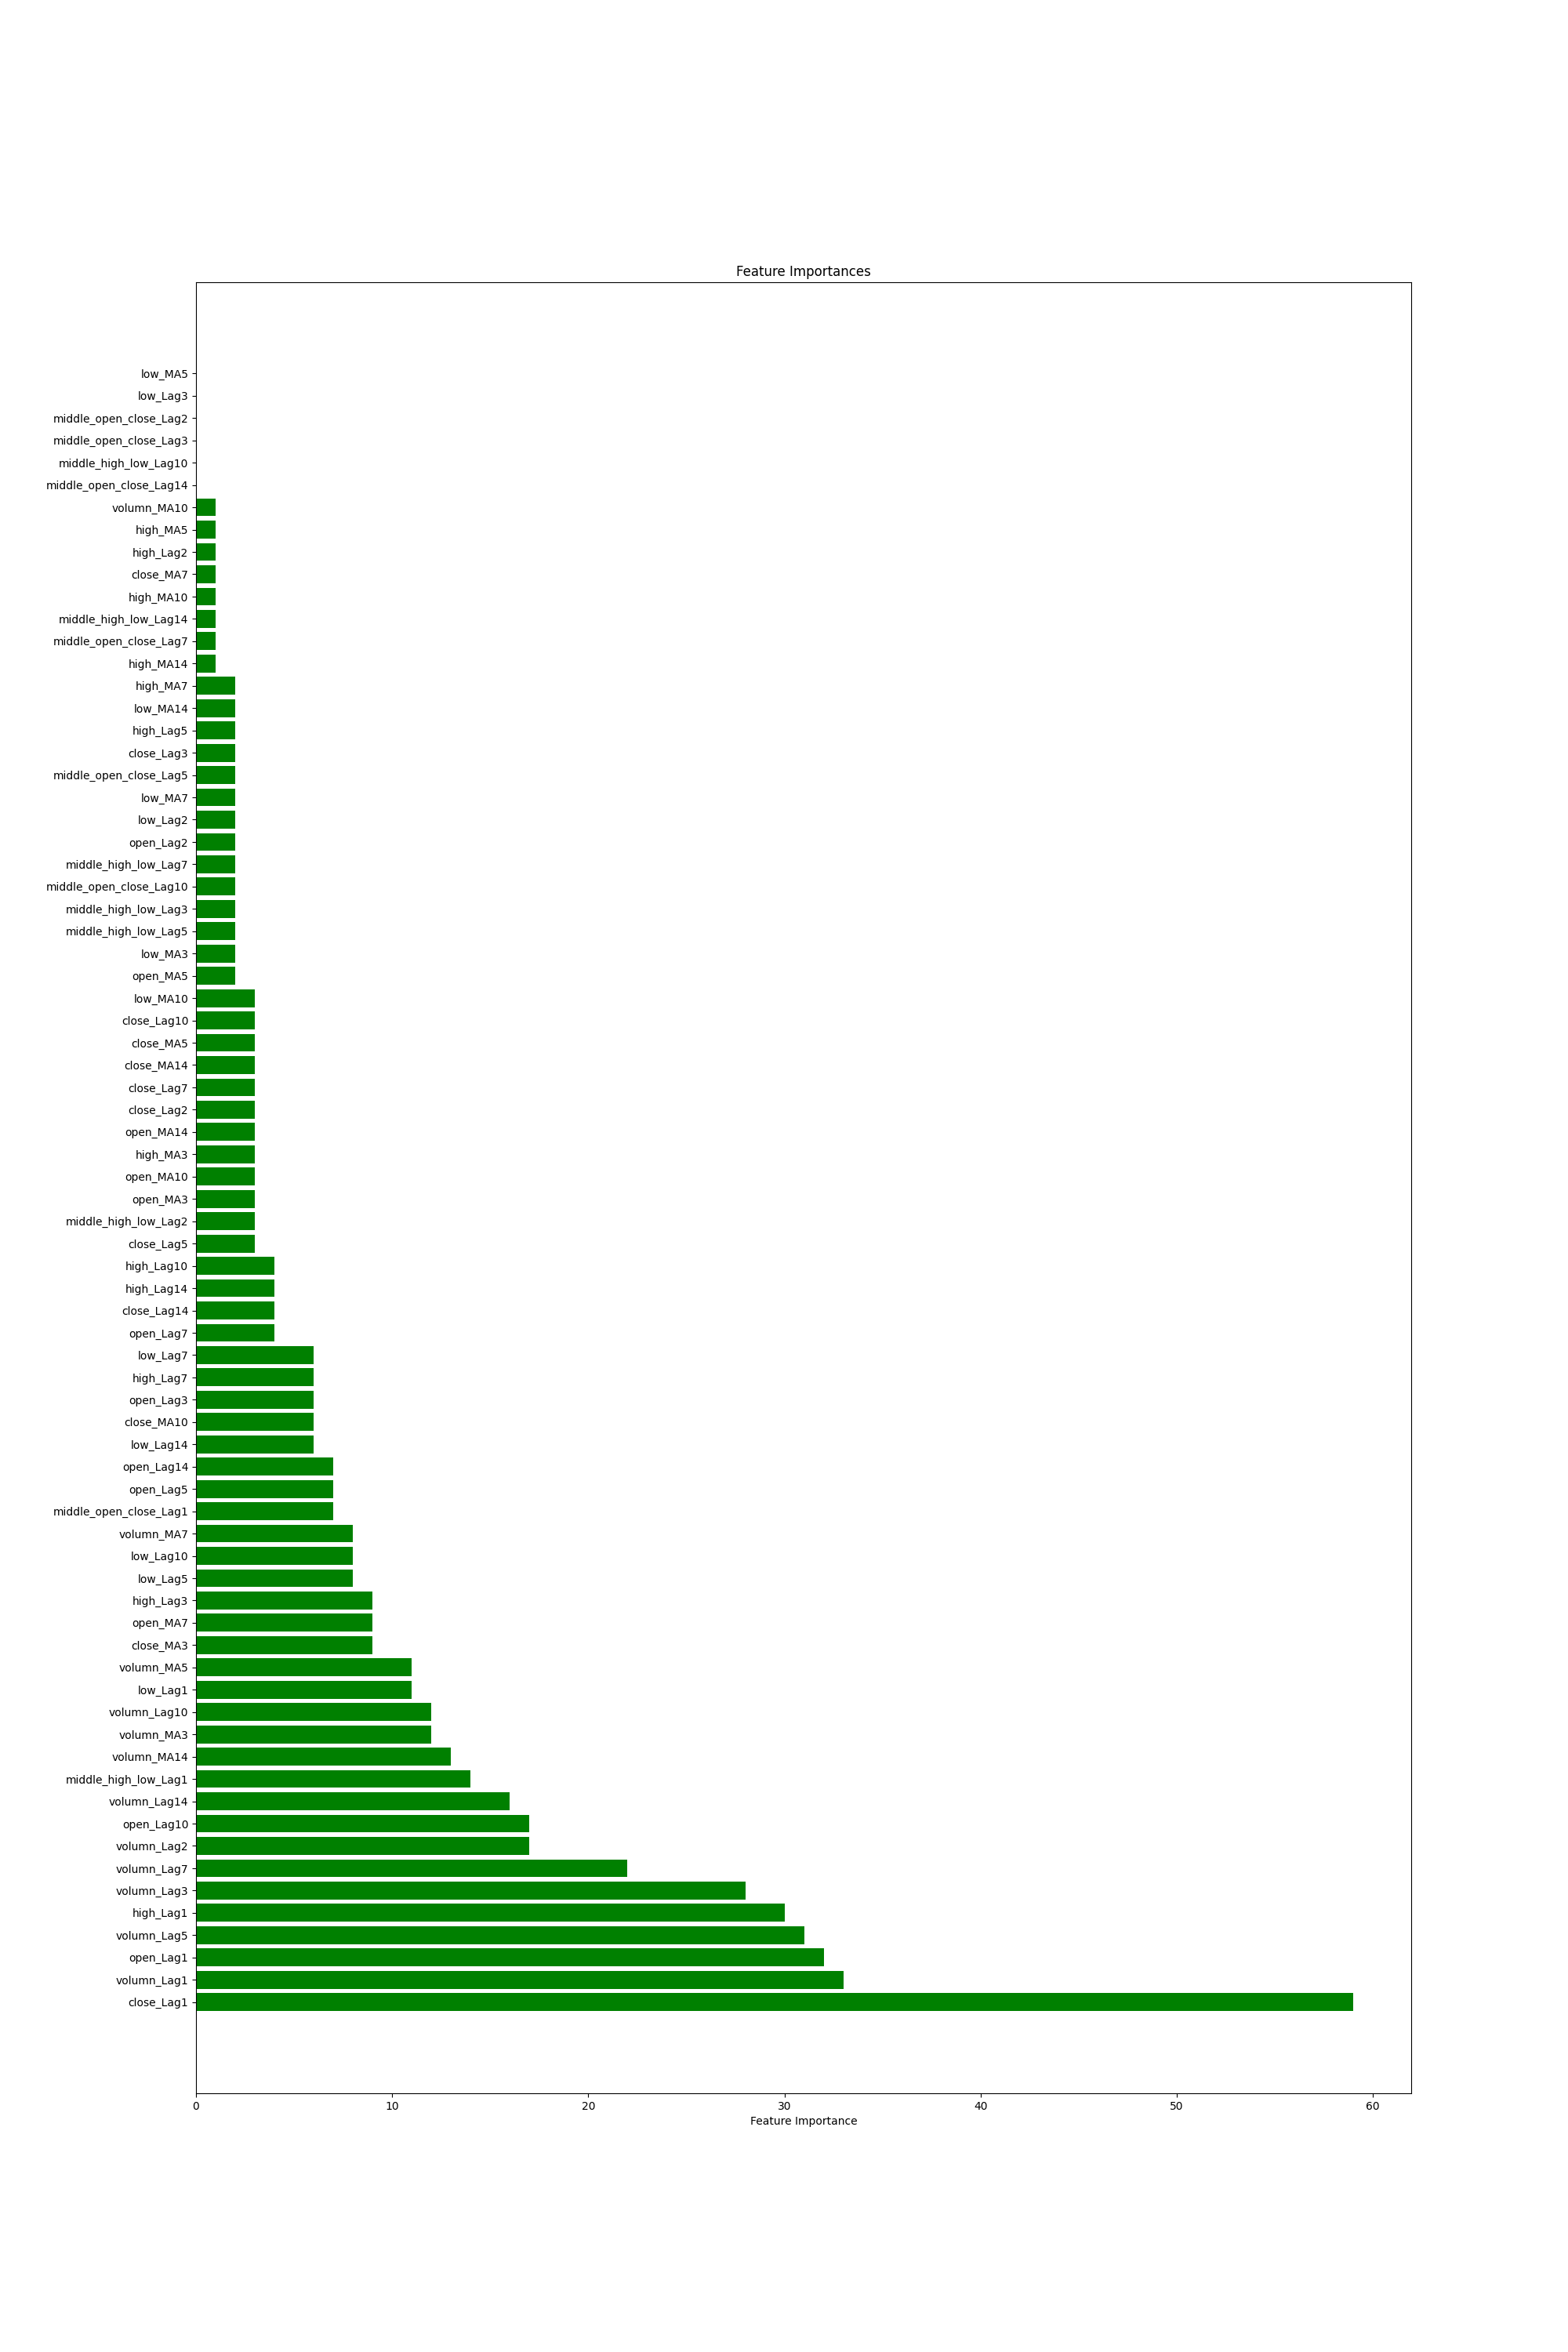 Feature Importances
low_MA5
low_Lag3
middle_open_close_Lag2
middle_open_close_Lag3
middle_high_low_Lag10
middle_open_close_Lag14
volumn_MA10
high_MA5
high_Lag2
close_MA7
high_MA10
middle_high_low_Lag14
middle_open_close_Lag7
high_MA14
high_MA7
low_MA14
high_Lag5
close_Lag3
middle_open_close_Lag5
low_MA7
low_Lag2
open_Lag2
middle_high_low_Lag7
middle_open_close_Lag10
middle_high_low_Lag3
middle_high_low_Lag5
low_MA3
open_MA5
low_MA10
close_Lag10
close_MA5
close_MA14
close_Lag7
close_Lag2
open_MA14
high_MA3
open_MA10
open_MA3
middle_high_low_Lag2
close_Lag5
high_Lag10
high_Lag14
close_Lag14
open_Lag7
low_Lag7
high_Lag7
open_Lag3
close_MA10
low_Lag14
open_Lag14
open_Lag5
middle_open_close_Lag1
volumn_MA7
low_Lag10
low_Lag5
high_Lag3
open_MA7
close_MA3
volumn_MA5
low_Lag1
volumn_Lag10
volumn_MA3
volumn_MA14
middle_high_low_Lag1
volumn_Lag14
open_Lag10
volumn_Lag2
volumn_Lag7
volumn_Lag3
high_Lag1
volumn_Lag5
open_Lag1
volumn_Lag1
close_Lag1
0 10 20 30 40 50 60
Feature Importance